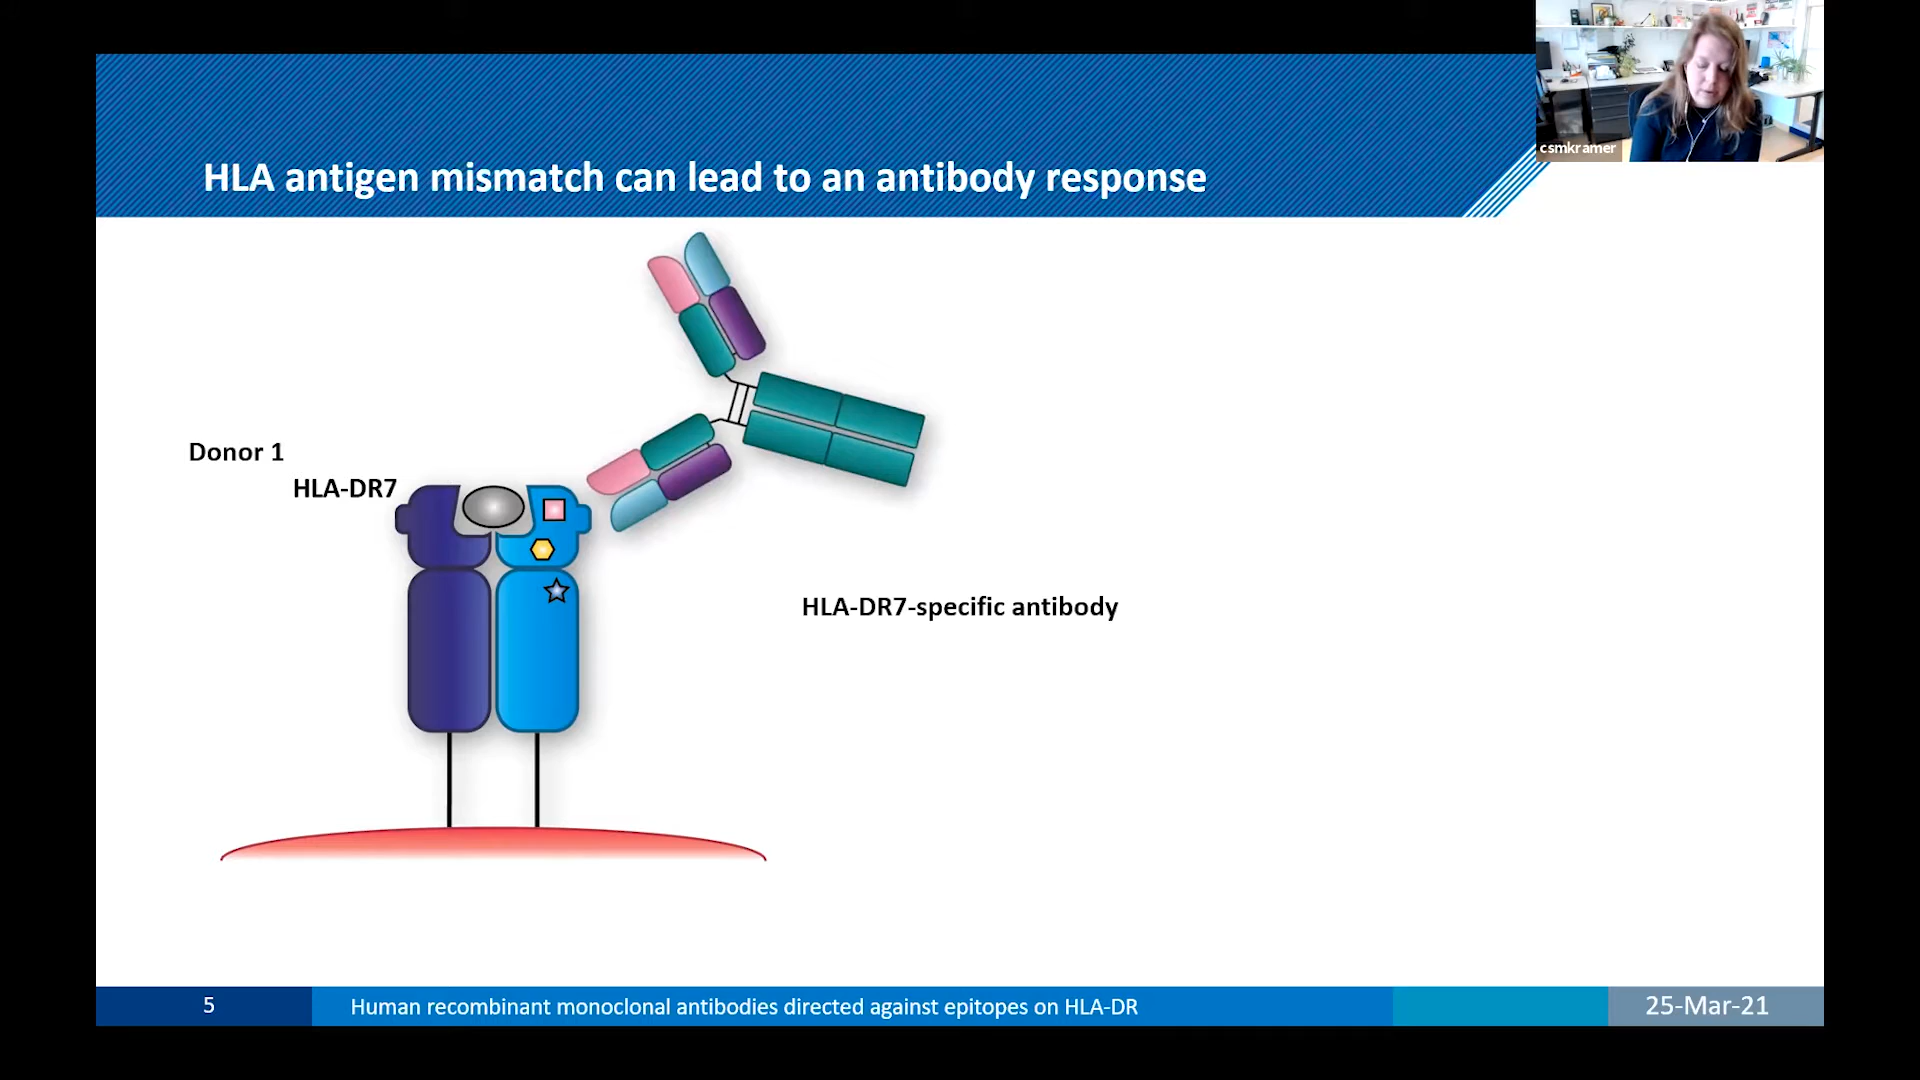 csmkramer
HLA antigen mismatch can lead to an antibody response
Donor 1
HLA-DR7
HLA-DR7-specific antibody
5
Human recombinant monoclonal antibodies directed against epitopes on HLA-DR
25-Mar-21